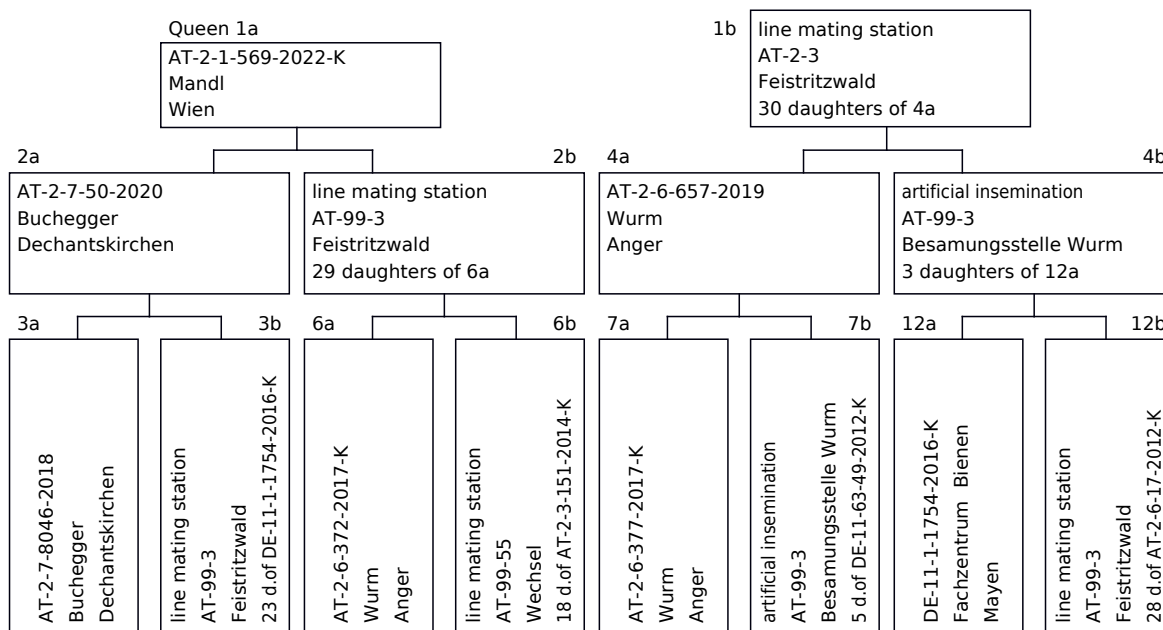 Queen 1a
AT-2-1-569-2022-K
Mandl
Wien
1b
line mating station
AT-2-3
Feistritzwald
30 daughters of 4a
2a
AT-2-7-50-2020
Buchegger
Dechantskirchen
2b
line mating station
AT-99-3
Feistritzwald
29 daughters of 6a
4a
AT-2-6-657-2019
Wurm
Anger
4b
artificial insemination
AT-99-3
Besamungsstelle Wurm
3 daughters of 12a
3a
AT-2-7-8046-2018
Buchegger
Dechantskirchen
3b
line mating station
AT-99-3
Feistritzwald
23 d.of DE-11-1-1754-2016-K
6a
AT-2-6-372-2017-K
Wurm
Anger
6b
line mating station
AT-99-55
Wechsel
18 d.of AT-2-3-151-2014-K
7a
AT-2-6-377-2017-K
Wurm
Anger
7b
artificial insemination
AT-99-3
Besamungsstelle Wurm
5 d.of DE-11-63-49-2012-K
12a
DE-11-1-1754-2016-K
Fachzentrum Bienen
Mayen
12b
line mating station
AT-99-3
Feistritzwald
28 d.of AT-2-6-17-2012-K